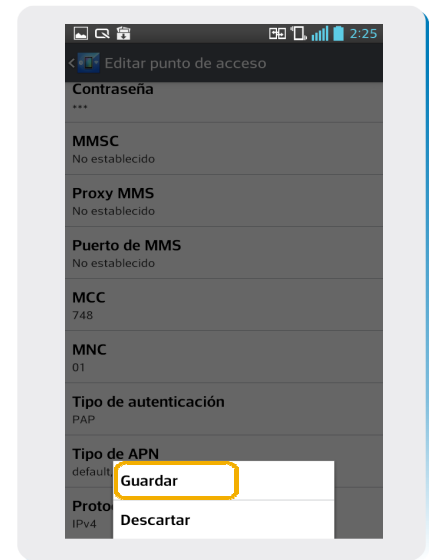 2:25
Editar punto de acceso
Contraseña
***
MMSC
No establecido
Proxy MMS
No establecido
Puerto de MMS
No establecido
MCC
748
MNC
01
Tipo de autenticación
PAP
Tipo de APN
default,
Guardar
Proto
IPv4
Descartar